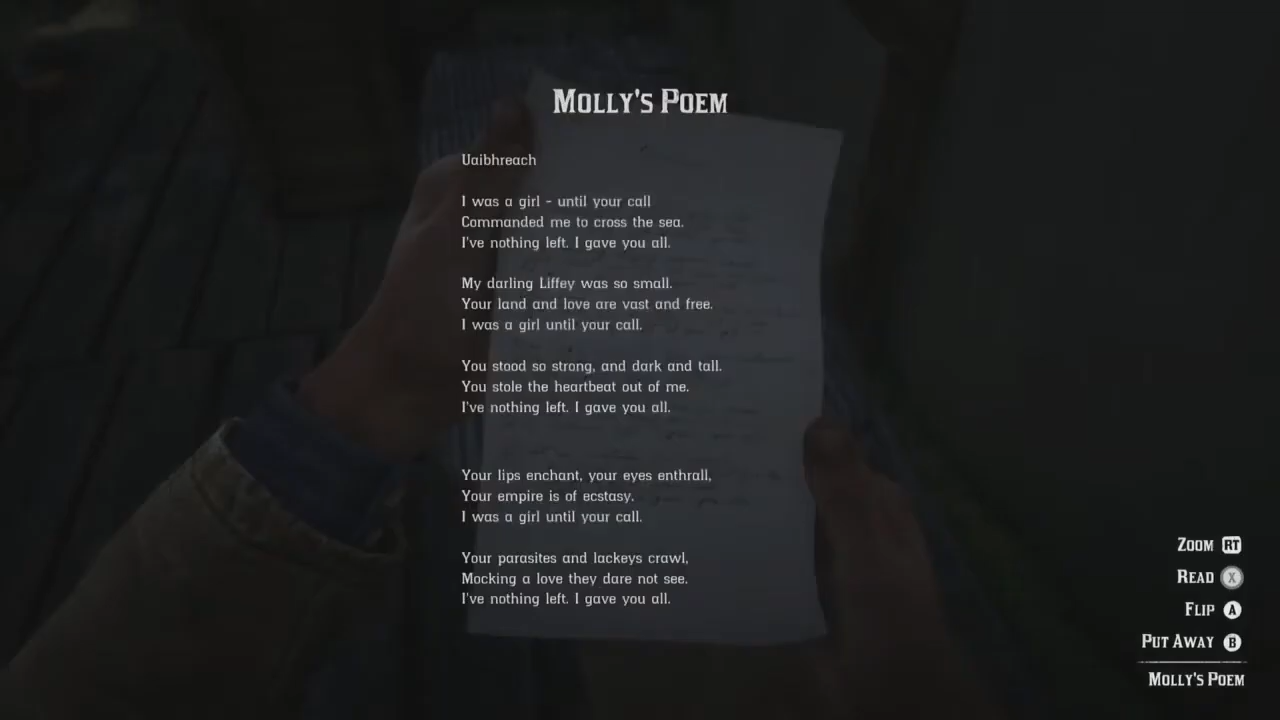 MOLLY'S POEM
Uaibhreach
I was a girl - until your call
Commanded me to cross the sea.
I've nothing left. I gave you all.
My darling Liffey was so small.
Your land and love are vast and free.
I was a girl until your call.
You stood so strong, and dark and tall.
You stole the heartbeat out of me.
I've nothing left. I gave you all.
Your lips enchant, your eyes enthrall,
Your empire is of ecstasy.
I was a girl until your call.
Your parasites and lackeys crawl,
Mocking a love they dare not see.
I've nothing left. I gave you all.
ZOOM RT
READ X
FLIP A
PUT AWAY B
MOLLY'S POEM